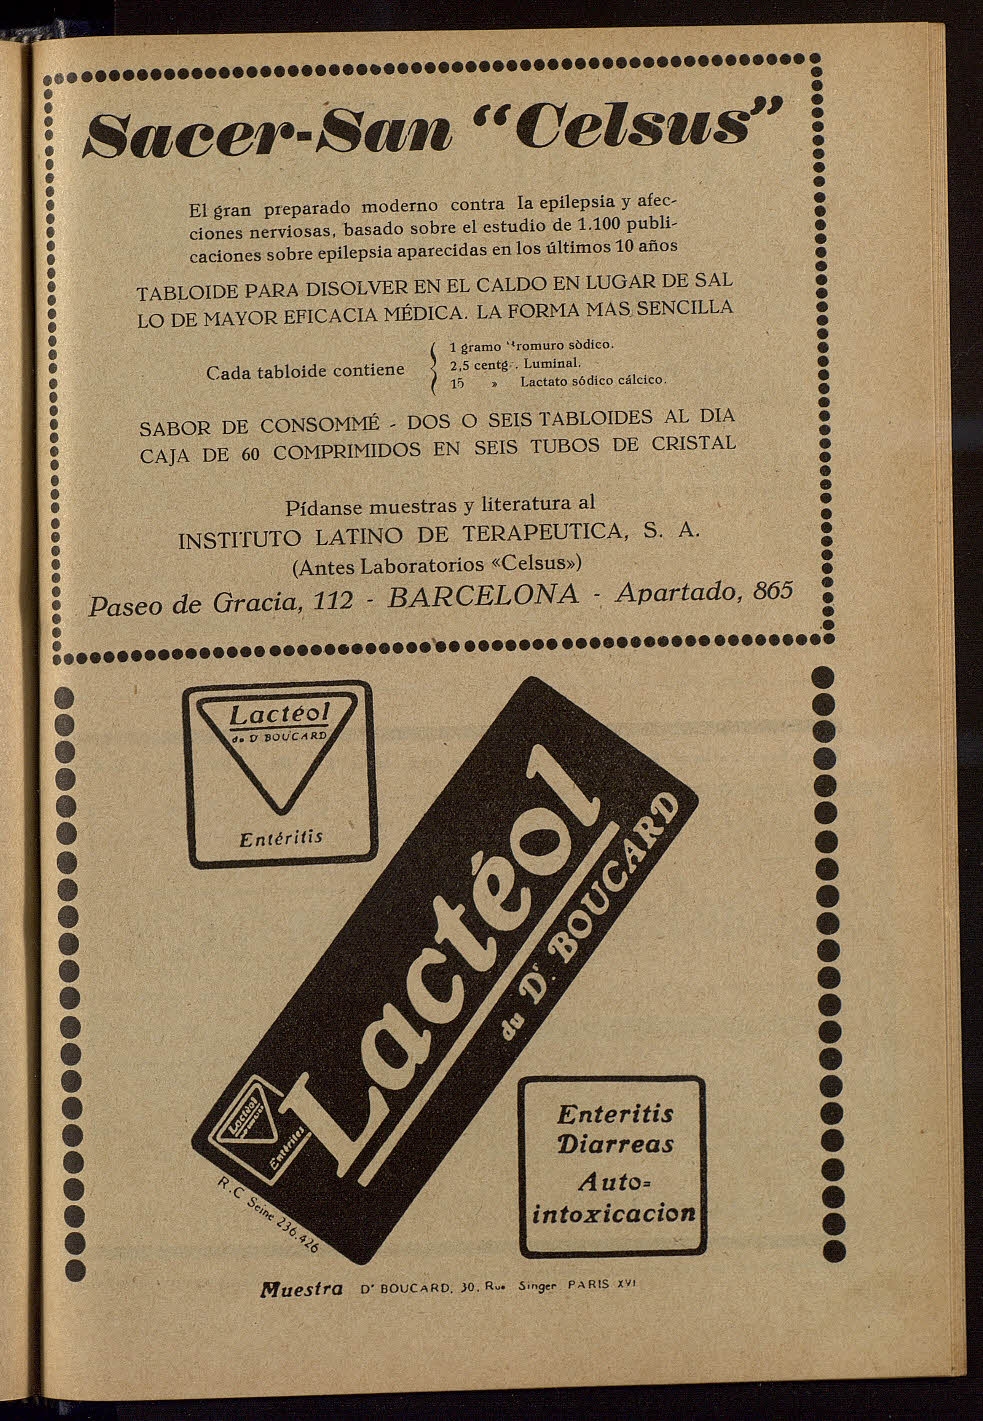 Sacer-San “Celsus”
El gran preparado moderno contra la epilepsia y afec-
ciones nerviosas, basado sobre el estudio de 1.100 publi-
caciones sobre epilepsia aparecidas en los últimos 10 años
TABLOIDE PARA DISOLVER EN EL CALDO EN LUGAR DE SAL
LO DE MAYOR EFICACIA MÉDICA. LA FORMA MAS SENCILLA
Cada tabloide contiene
1 gramo romuro sòdico.
2,5 centg. Luminal.
15 » Lactato sódico cálcico.
SABOR DE CONSOMMÉ - DOS O SEIS TABLOIDES AL DIA
CAJA DE 60 COMPRIMIDOS EN SEIS TUBOS DE CRISTAL
Pídanse muestras y literatura al
INSTITUTO LATINO DE TERAPEUTICA, S. A.
(Antes Laboratorios «Celsus»)
Paseo de Gracia, 112 - BARCELONA - Apartado, 865
Lactéol
du Dr BOUCARD
Entéritis
Lactéol
du Dr. BOUCARD
Lactéol
Entérites
R.C Seine 236.426
Enteritis
Diarreas
Auto=
intoxicacion
Muestra Dr BOUCARD, 30, Rue Singer PARIS XVI